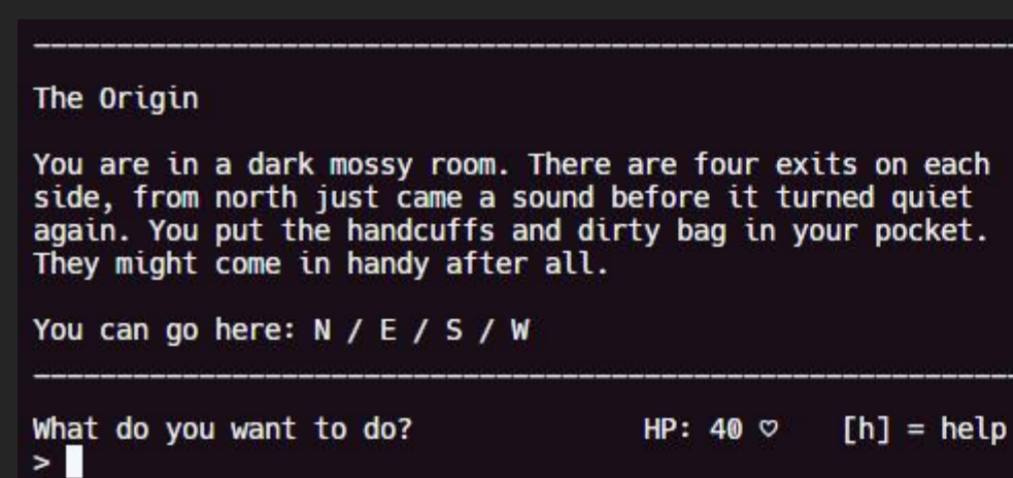 The Origin
You are in a dark mossy room. There are four exits on each
side, from north just came a sound before it turned quiet
again. You put the handcuffs and dirty bag in your pocket.
They might come in handy after all.
You can go here: N / E / S / W
What do you want to do? HP: 40 ♡ [h] = help
>